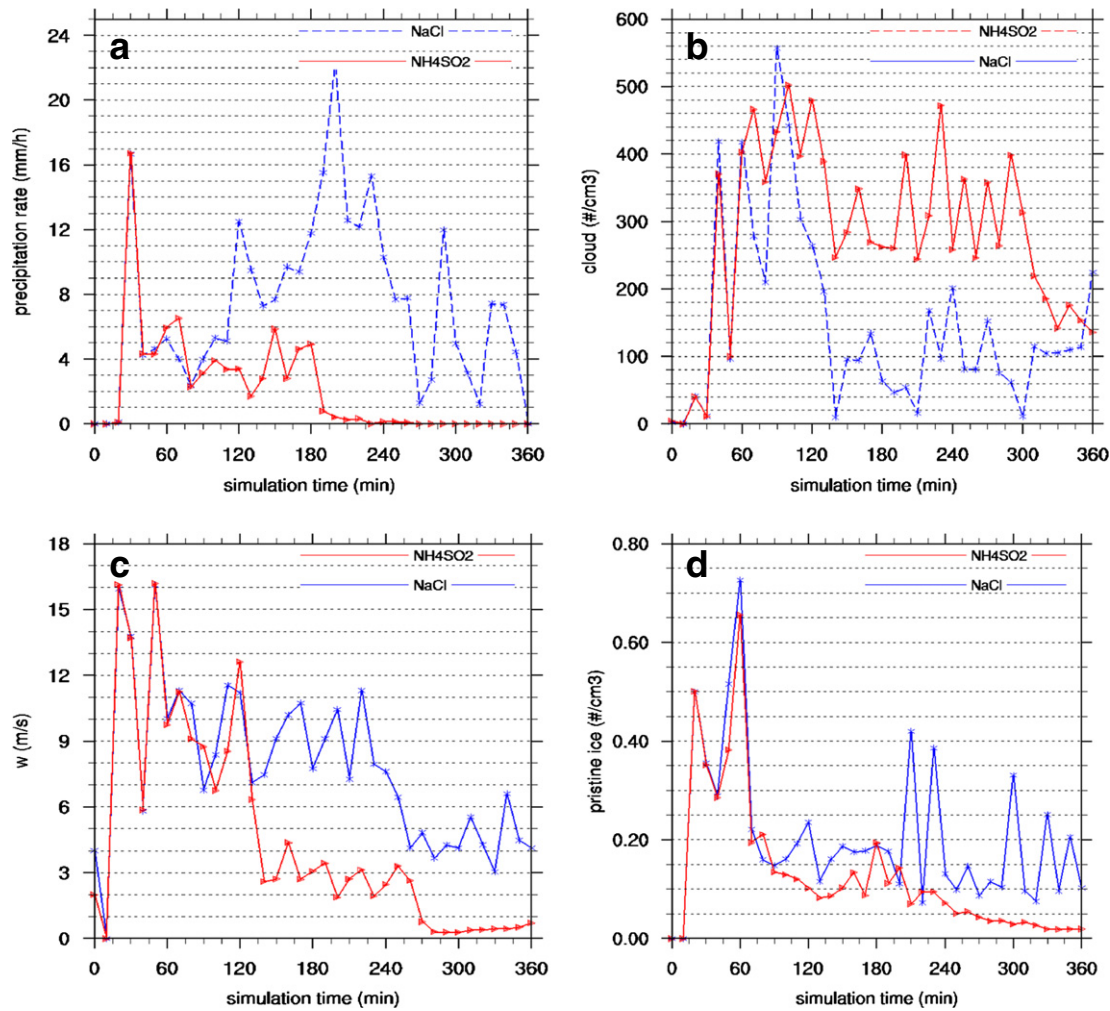 a
NaCl
NH4SO2
24
20
16
12
8
4
0
precipitation rate (mm/h)
0 60 120 180 240 300 360
simulation time (min)
b
NH4SO2
NaCl
600
500
400
300
200
100
0
cloud (#/cm3)
0 60 120 180 240 300 360
simulation time (min)
c
NH4SO2
NaCl
18
15
12
9
6
3
0
w (m/s)
0 60 120 180 240 300 360
simulation time (min)
d
NH4SO2
NaCl
0.80
0.60
0.40
0.20
0.00
pristine ice (#/cm3)
0 60 120 180 240 300 360
simulation time (min)